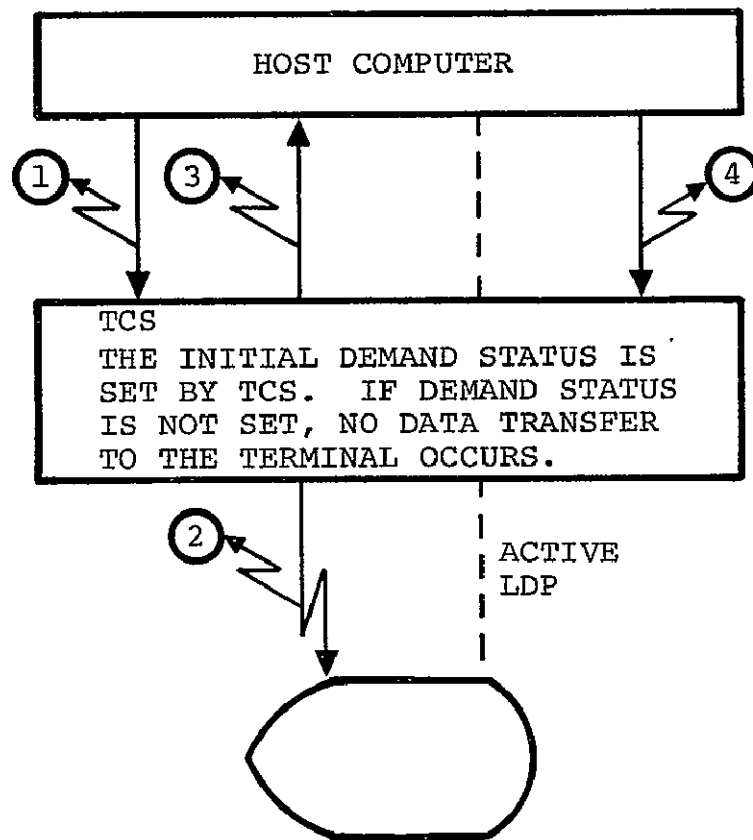 HOST COMPUTER
1
3
4
TCS
THE INITIAL DEMAND STATUS IS
SET BY TCS. IF DEMAND STATUS
IS NOT SET, NO DATA TRANSFER
TO THE TERMINAL OCCURS.
2
ACTIVE
LDP